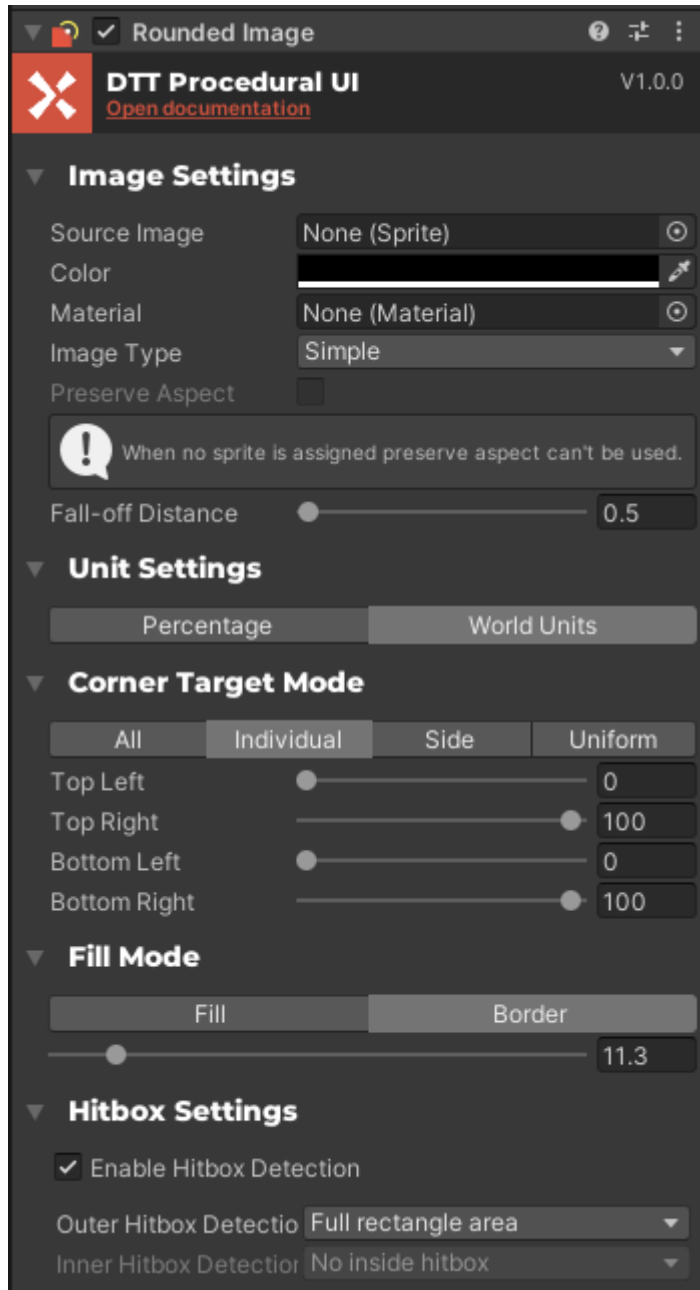 Rounded Image
DTT Procedural UI V1.0.0
Open documentation
Image Settings
Source Image None (Sprite)
Color
Material None (Material)
Image Type Simple
Preserve Aspect
When no sprite is assigned preserve aspect can't be used.
Fall-off Distance 0.5
Unit Settings
Percentage World Units
Corner Target Mode
All Individual Side Uniform
Top Left 0
Top Right 100
Bottom Left 0
Bottom Right 100
Fill Mode
Fill Border
11.3
Hitbox Settings
Enable Hitbox Detection
Outer Hitbox Detectio Full rectangle area
Inner Hitbox Detection No inside hitbox